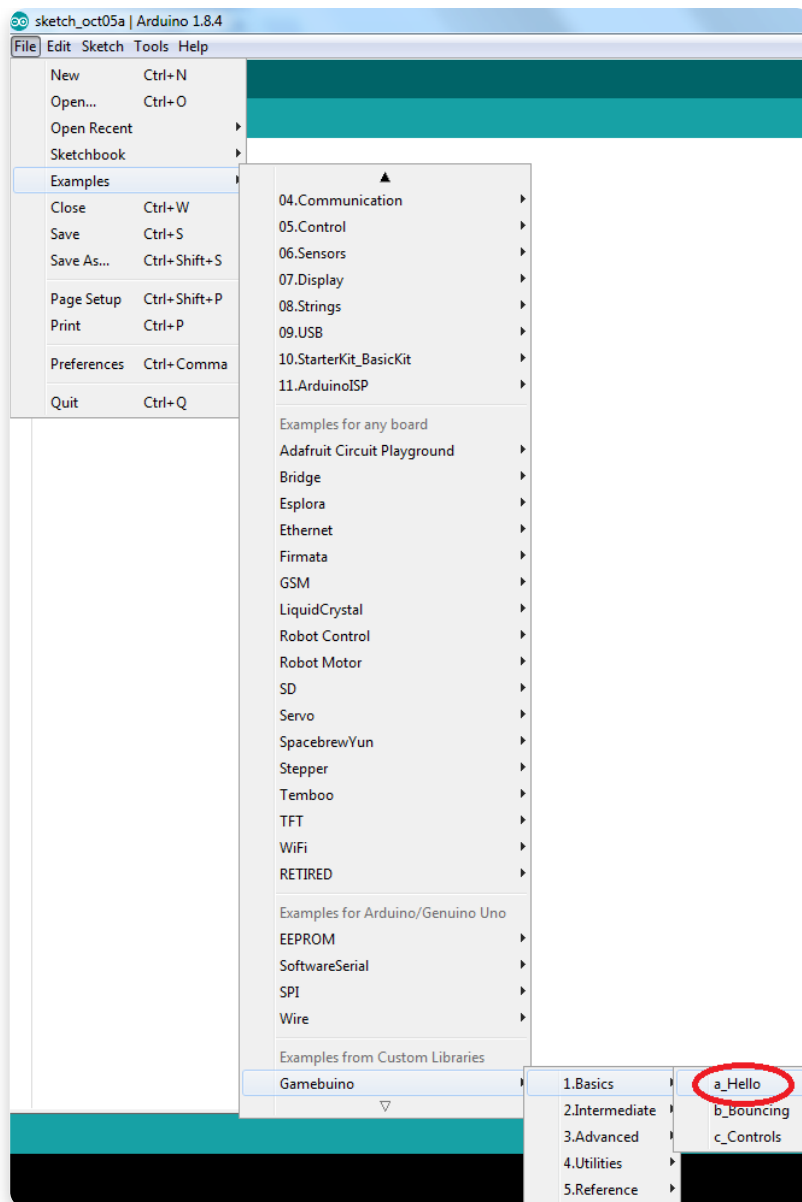 sketch_oct05a | Arduino 1.8.4
File Edit Sketch Tools Help
New Ctrl+N
Open... Ctrl+O
Open Recent
Sketchbook
Examples
Close Ctrl+W
Save Ctrl+S
Save As... Ctrl+Shift+S
Page Setup Ctrl+Shift+P
Print Ctrl+P
Preferences Ctrl+Comma
Quit Ctrl+Q
04.Communication
05.Control
06.Sensors
07.Display
08.Strings
09.USB
10.StarterKit_BasicKit
11.ArduinoISP
Examples for any board
Adafruit Circuit Playground
Bridge
Esplora
Ethernet
Firmata
GSM
LiquidCrystal
Robot Control
Robot Motor
SD
Servo
SpacebrewYun
Stepper
Temboo
TFT
WiFi
RETIRED
Examples for Arduino/Genuino Uno
EEPROM
SoftwareSerial
SPI
Wire
Examples from Custom Libraries
Gamebuino
1.Basics
2.Intermediate
3.Advanced
4.Utilities
5.Reference
a_Hello
b_Bouncing
c_Controls